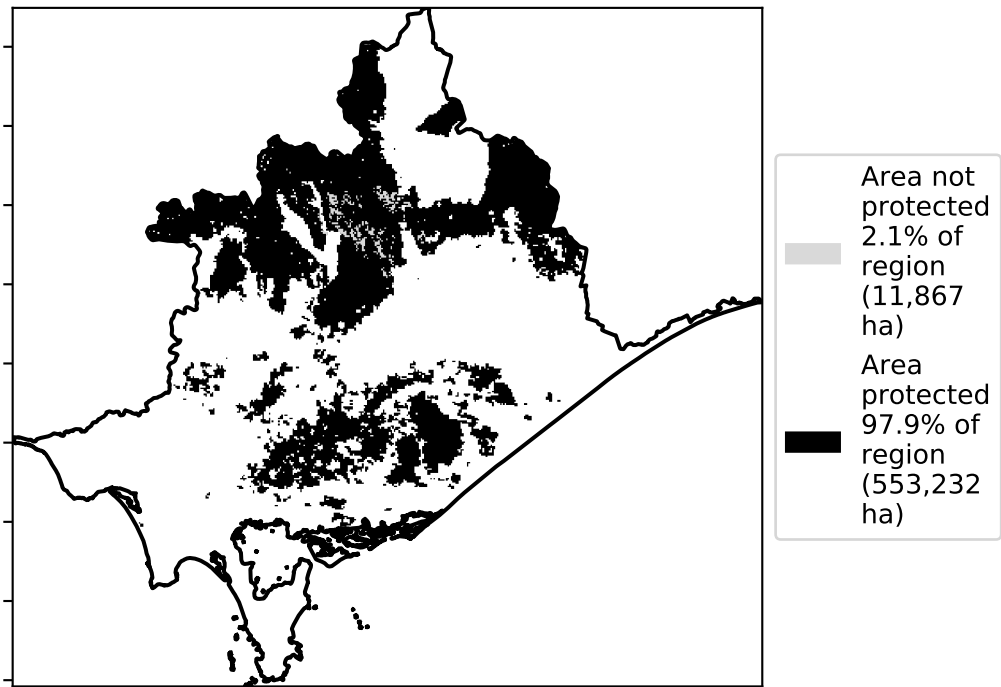 Area not
protected
2.1% of
region
(11,867
ha)
Area
protected
97.9% of
region
(553,232
ha)